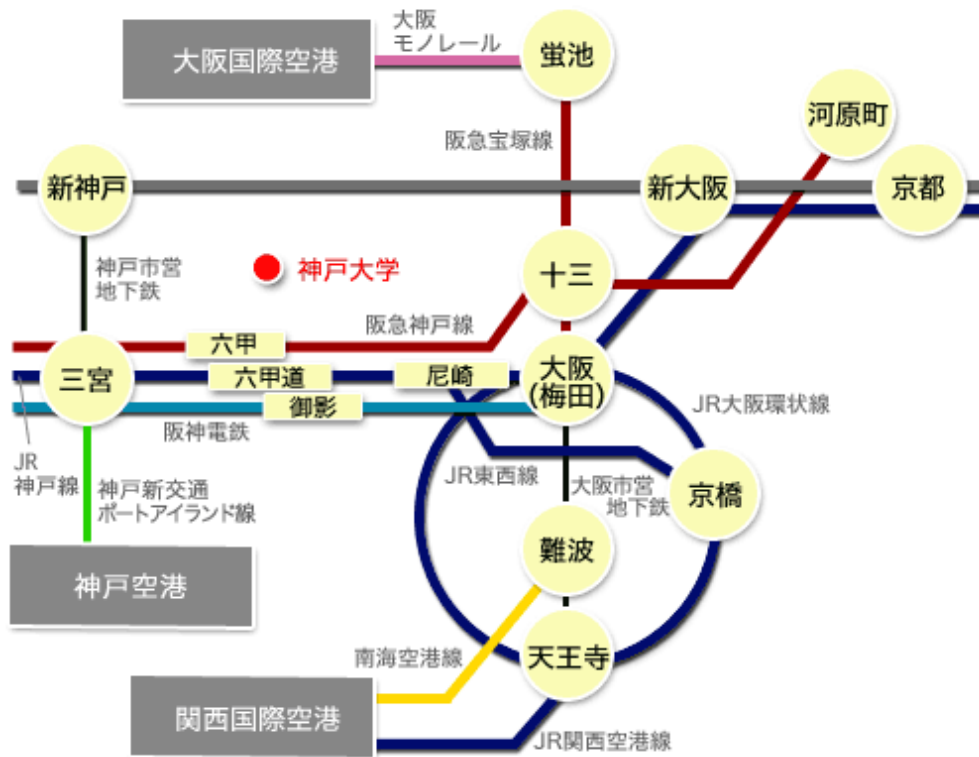 大阪
モノレール
大阪国際空港
蛍池
河原町
阪急宝塚線
新神戸
新大阪
京都
神戸市営
地下鉄
神戸大学
十三
阪急神戸線
六甲
三宮
六甲道
尼崎
大阪
(梅田)
御影
JR大阪環状線
阪神電鉄
JR
神戸線
神戸新交通
ポートアイランド線
JR東西線
大阪市営
地下鉄
京橋
難波
神戸空港
天王寺
南海空港線
関西国際空港
JR関西空港線